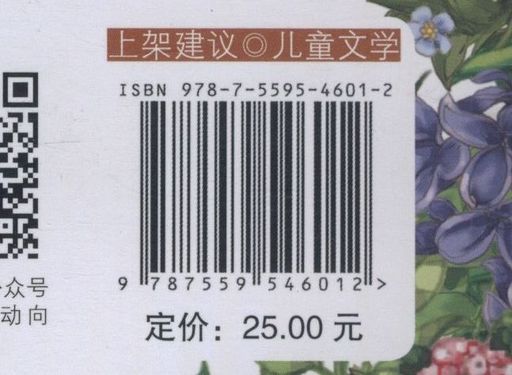 上架建议◎儿童文学
ISBN 978-7-5595-4601-2
9 787559 546012 >
定价：25.00 元
众号
动向